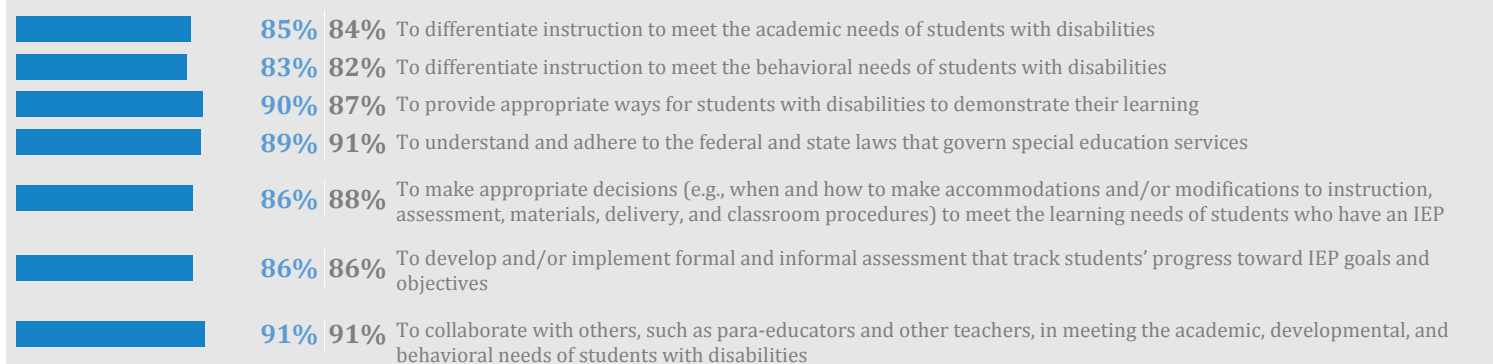 85% 84% To differentiate instruction to meet the academic needs of students with disabilities
83% 82% To differentiate instruction to meet the behavioral needs of students with disabilities
90% 87% To provide appropriate ways for students with disabilities to demonstrate their learning
89% 91% To understand and adhere to the federal and state laws that govern special education services
86% 88% To make appropriate decisions (e.g., when and how to make accommodations and/or modifications to instruction,
assessment, materials, delivery, and classroom procedures) to meet the learning needs of students who have an IEP
86% 86% To develop and/or implement formal and informal assessment that track students’ progress toward IEP goals and
objectives
91% 91% To collaborate with others, such as para-educators and other teachers, in meeting the academic, developmental, and
behavioral needs of students with disabilities